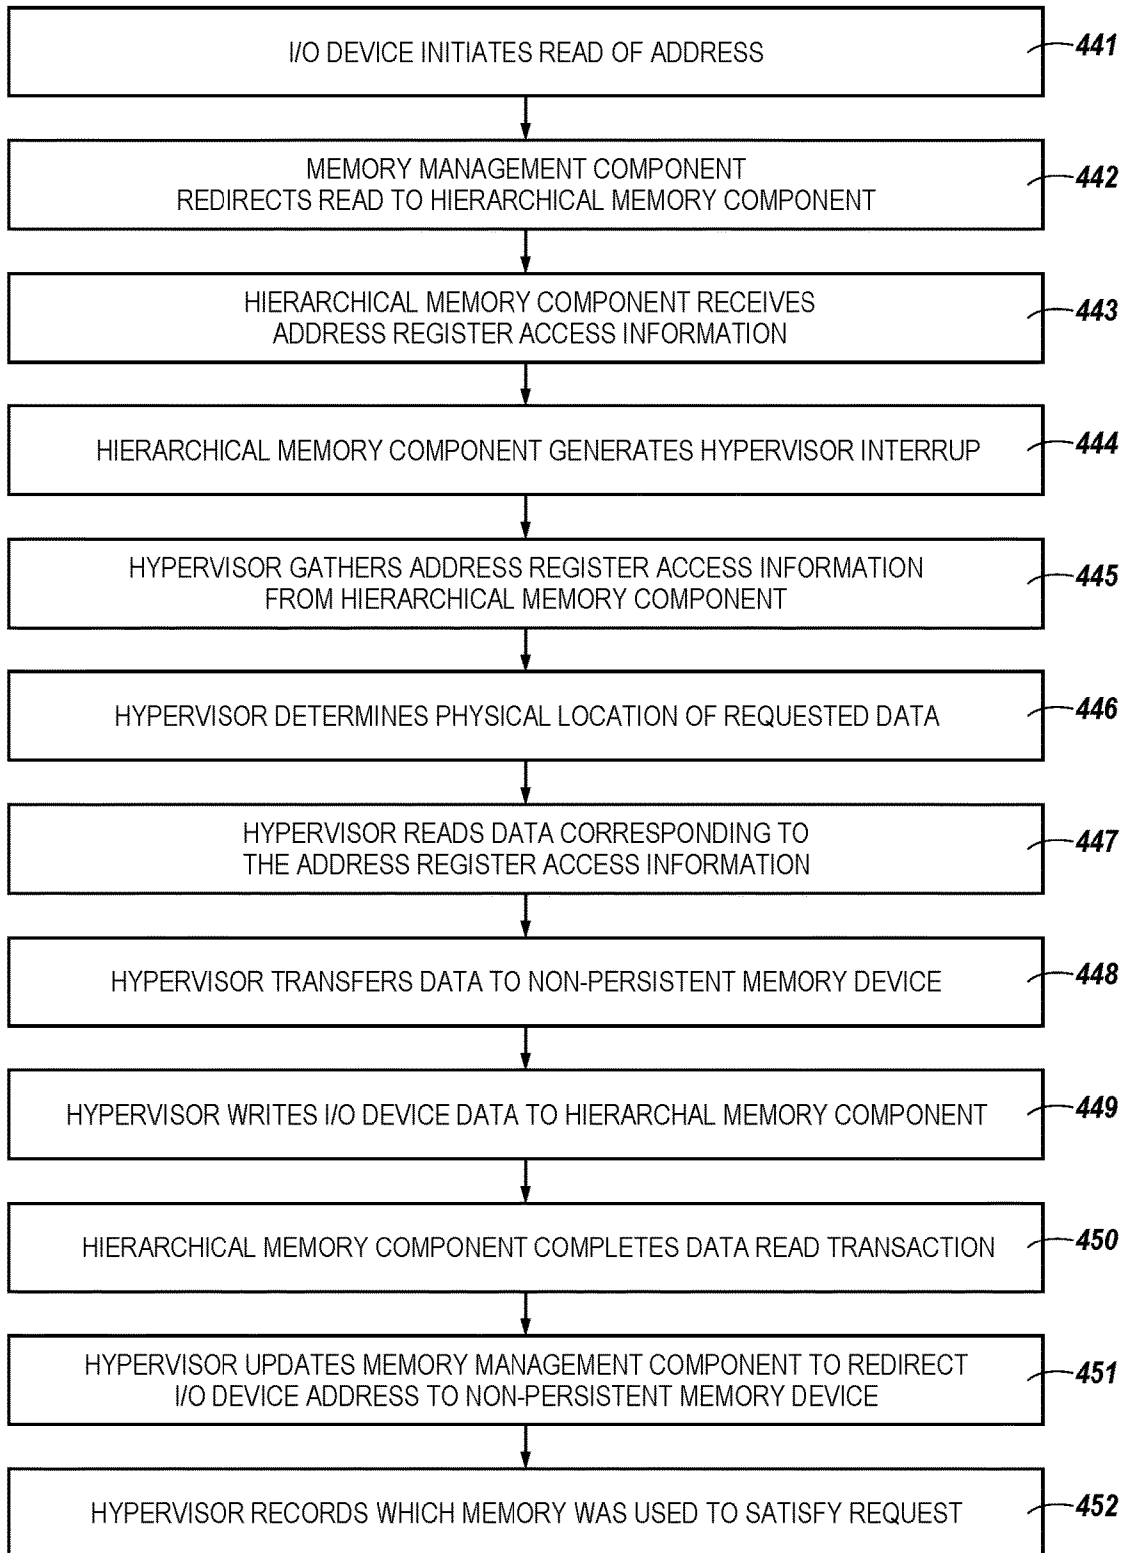 I/O DEVICE INITIATES READ OF ADDRESS
441
MEMORY MANAGEMENT COMPONENT
REDIRECTS READ TO HIERARCHICAL MEMORY COMPONENT
442
HIERARCHICAL MEMORY COMPONENT RECEIVES
ADDRESS REGISTER ACCESS INFORMATION
443
HIERARCHICAL MEMORY COMPONENT GENERATES HYPERVISOR INTERRUP
444
HYPERVISOR GATHERS ADDRESS REGISTER ACCESS INFORMATION
FROM HIERARCHICAL MEMORY COMPONENT
445
HYPERVISOR DETERMINES PHYSICAL LOCATION OF REQUESTED DATA
446
HYPERVISOR READS DATA CORRESPONDING TO
THE ADDRESS REGISTER ACCESS INFORMATION
447
HYPERVISOR TRANSFERS DATA TO NON-PERSISTENT MEMORY DEVICE
448
HYPERVISOR WRITES I/O DEVICE DATA TO HIERARCHAL MEMORY COMPONENT
449
HIERARCHICAL MEMORY COMPONENT COMPLETES DATA READ TRANSACTION
450
HYPERVISOR UPDATES MEMORY MANAGEMENT COMPONENT TO REDIRECT
I/O DEVICE ADDRESS TO NON-PERSISTENT MEMORY DEVICE
451
HYPERVISOR RECORDS WHICH MEMORY WAS USED TO SATISFY REQUEST
452